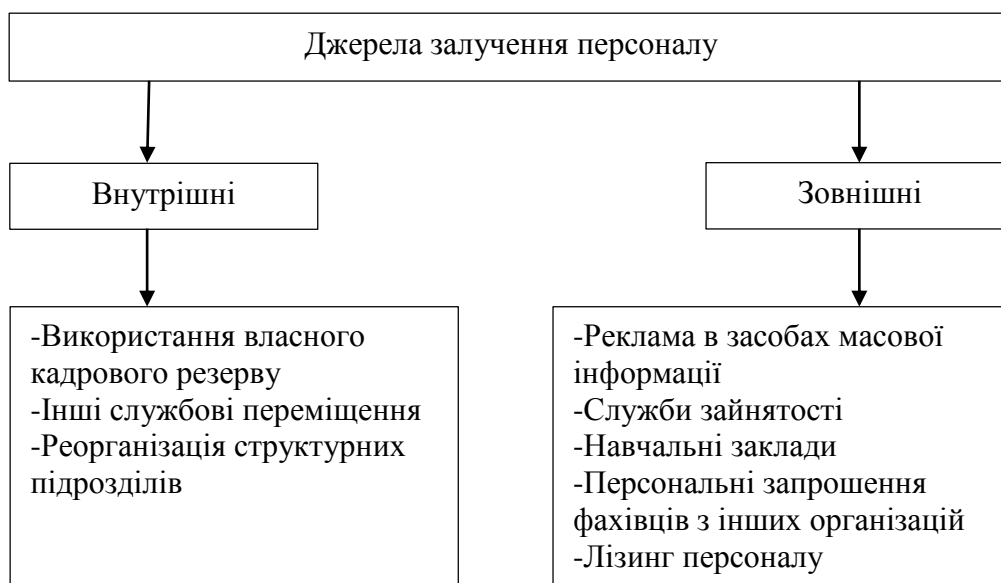 Джерела залучення персоналу
Внутрішні
Зовнішні
-Використання власного
кадрового резерву
-Інші службові переміщення
-Реорганізація структурних
підрозділів
-Реклама в засобах масової
інформації
-Служби зайнятості
-Навчальні заклади
-Персональні запрошення
фахівців з інших організацій
-Лізинг персоналу